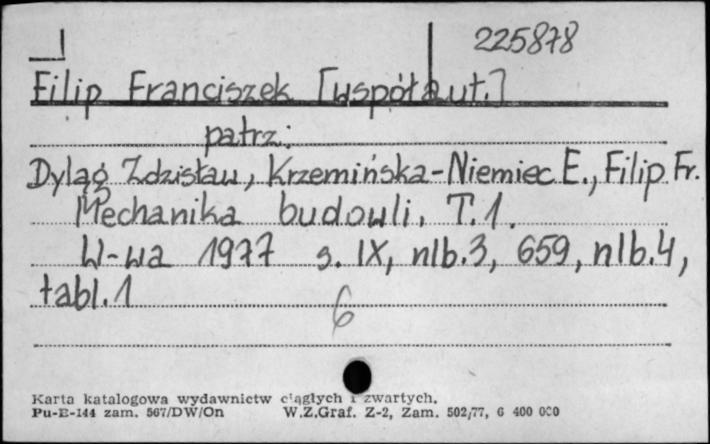 225878
Filip Franciszek [współaut.]
patrz:
Dyląg Zdzisław, Krzemińska-Niemiec E., Filip Fr.
Mechanika budowli. T.1.
W-wa 1977 s. IX, nlb.3, 659, nlb.4,
tabl.1
6
Karta katalogowa wydawnictw ciągłych i zwartych.
Pu-E-144 zam. 567/DW/On W.Z.Graf. Z-2, Zam. 502/77, 6 400 000